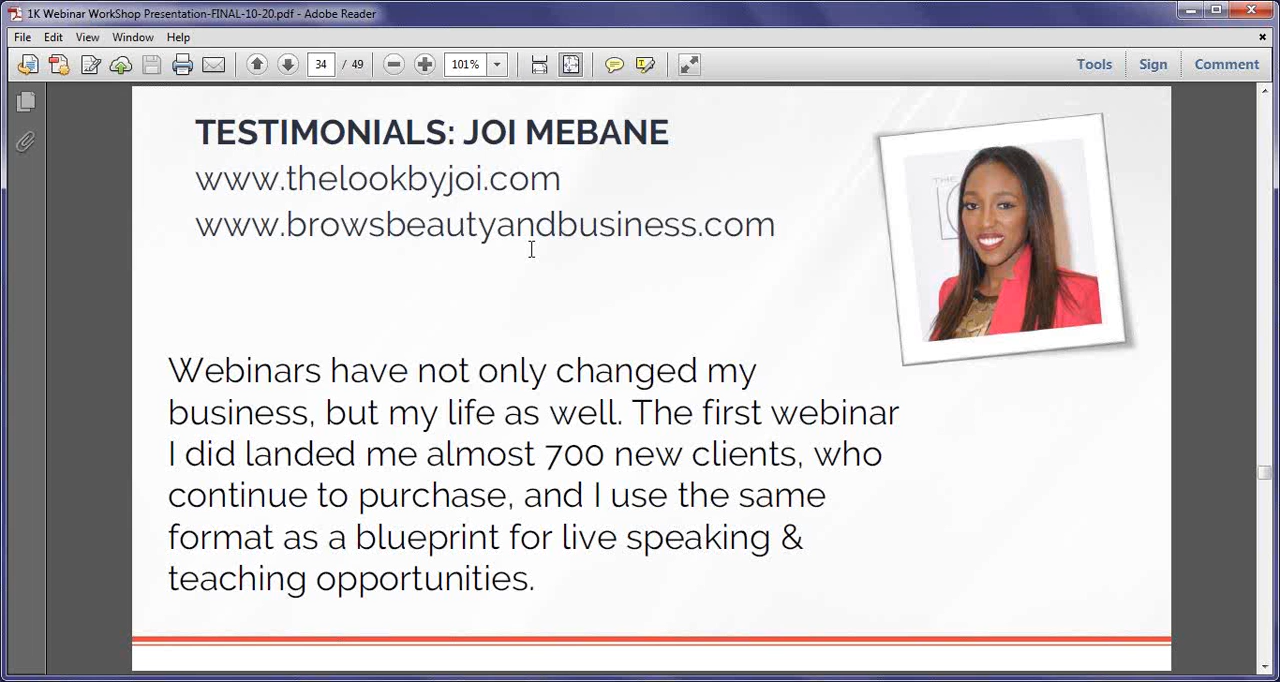 1K Webinar WorkShop Presentation-FINAL-10-20.pdf - Adobe Reader
File Edit View Window Help
34 / 49 101% Tools Sign Comment
TESTIMONIALS: JOI MEBANE
www.thelookbyjoi.com
www.browsbeautyandbusiness.com
THE
Webinars have not only changed my
business, but my life as well. The first webinar
I did landed me almost 700 new clients, who
continue to purchase, and I use the same
format as a blueprint for live speaking &
teaching opportunities.